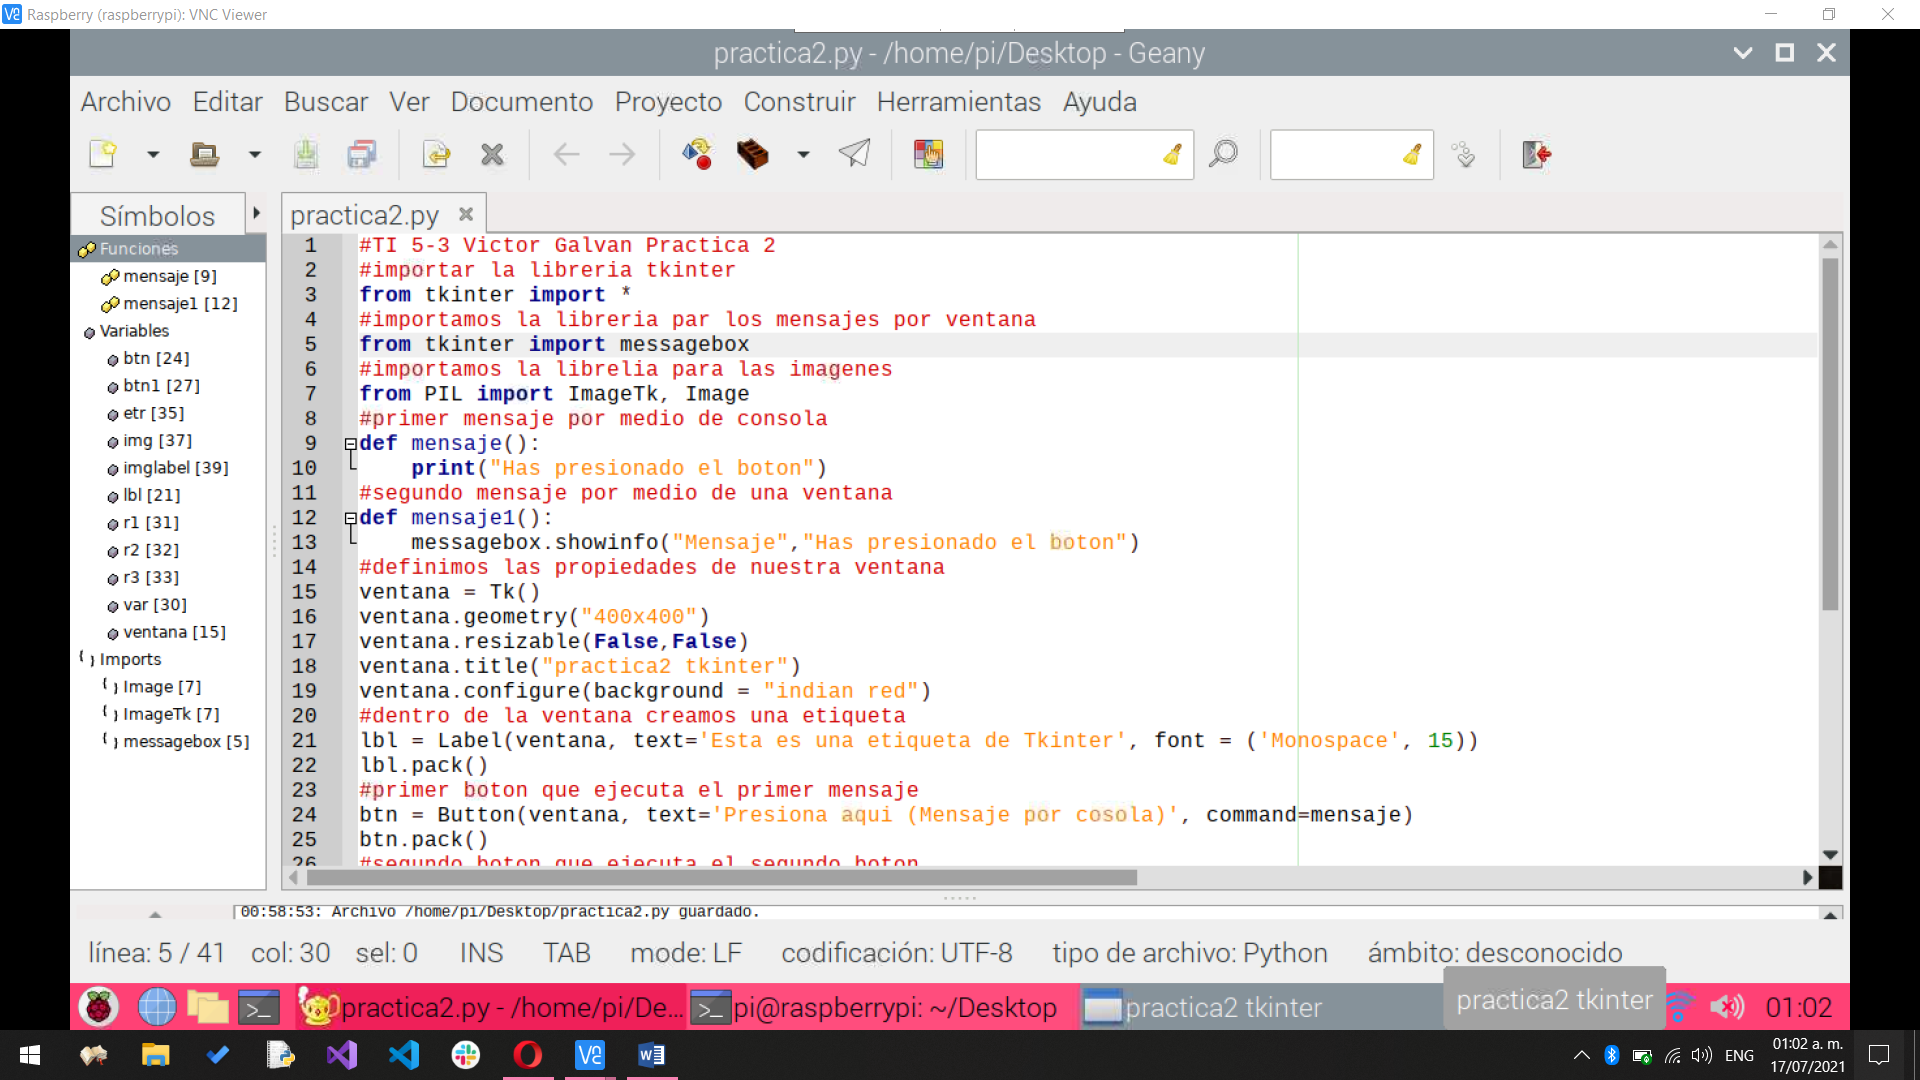 Raspberry (raspberrypi): VNC Viewer
practica2.py - /home/pi/Desktop - Geany
Archivo Editar Buscar Ver Documento Proyecto Construir Herramientas Ayuda
Símbolos
practica2.py
Funciones
mensaje [9]
mensaje1 [12]
Variables
btn [24]
btn1 [27]
etr [35]
img [37]
imglabel [39]
lbl [21]
r1 [31]
r2 [32]
r3 [33]
var [30]
ventana [15]
Imports
Image [7]
ImageTk [7]
messagebox [5]
1 #TI 5-3 Victor Galvan Practica 2
2 #importar la libreria tkinter
3 from tkinter import *
4 #importamos la libreria par los mensajes por ventana
5 from tkinter import messagebox
6 #importamos la librelia para las imagenes
7 from PIL import ImageTk, Image
8 #primer mensaje por medio de consola
9 def mensaje():
10 print("Has presionado el boton")
11 #segundo mensaje por medio de una ventana
12 def mensaje1():
13 messagebox.showinfo("Mensaje","Has presionado el boton")
14 #definimos las propiedades de nuestra ventana
15 ventana = Tk()
16 ventana.geometry("400x400")
17 ventana.resizable(False,False)
18 ventana.title("practica2 tkinter")
19 ventana.configure(background = "indian red")
20 #dentro de la ventana creamos una etiqueta
21 lbl = Label(ventana, text='Esta es una etiqueta de Tkinter', font = ('Monospace', 15))
22 lbl.pack()
23 #primer boton que ejecuta el primer mensaje
24 btn = Button(ventana, text='Presiona aqui (Mensaje por cosola)', command=mensaje)
25 btn.pack()
26 #segundo boton que ejecuta el segundo boton
00:58:53: Archivo /home/pi/Desktop/practica2.py guardado.
línea: 5 / 41 col: 30 sel: 0 INS TAB mode: LF codificación: UTF-8 tipo de archivo: Python ámbito: desconocido
practica2.py - /home/pi/De... pi@raspberrypi: ~/Desktop practica2 tkinter practica2 tkinter 01:02
ENG
01:02 a. m.
17/07/2021